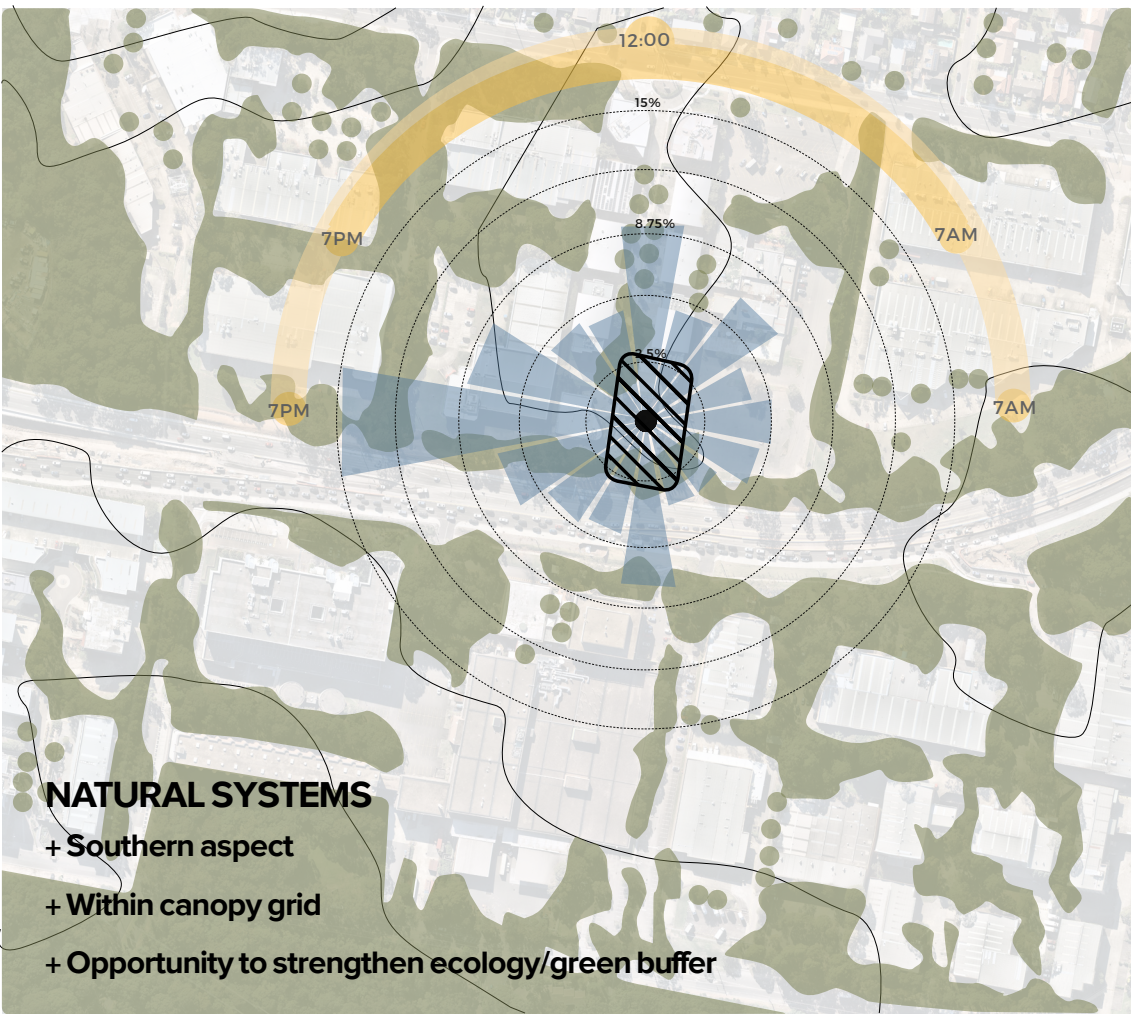 12:00
15%
8.75%
7PM
7AM
2.5%
7PM
7AM
NATURAL SYSTEMS
+ Southern aspect
+ Within canopy grid
+ Opportunity to strengthen ecology/green buffer